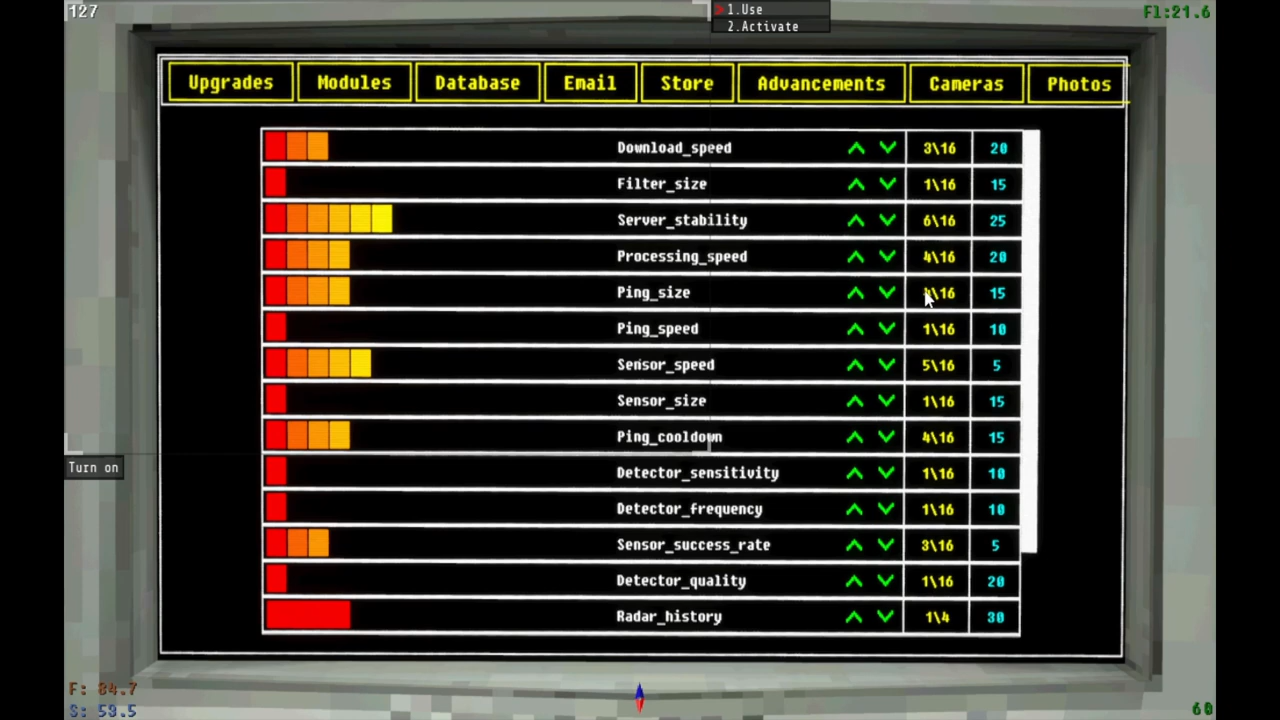 127
1.Use
2.Activate
Fl:21.6
Upgrades Modules Database Email Store Advancements Cameras Photos
Download_speed 3\16 20
Filter_size 1\16 15
Server_stability 6\16 25
Processing_speed 4\16 20
Ping_size \16 15
Ping_speed 1\16 10
Sensor_speed 5\16 5
Sensor_size 1\16 15
Ping_cooldown 4\16 15
Turn on
Detector_sensitivity 1\16 10
Detector_frequency 1\16 10
Sensor_success_rate 3\16 5
Detector_quality 1\16 20
Radar_history 1\4 30
F: 84.7
S: 59.5
60